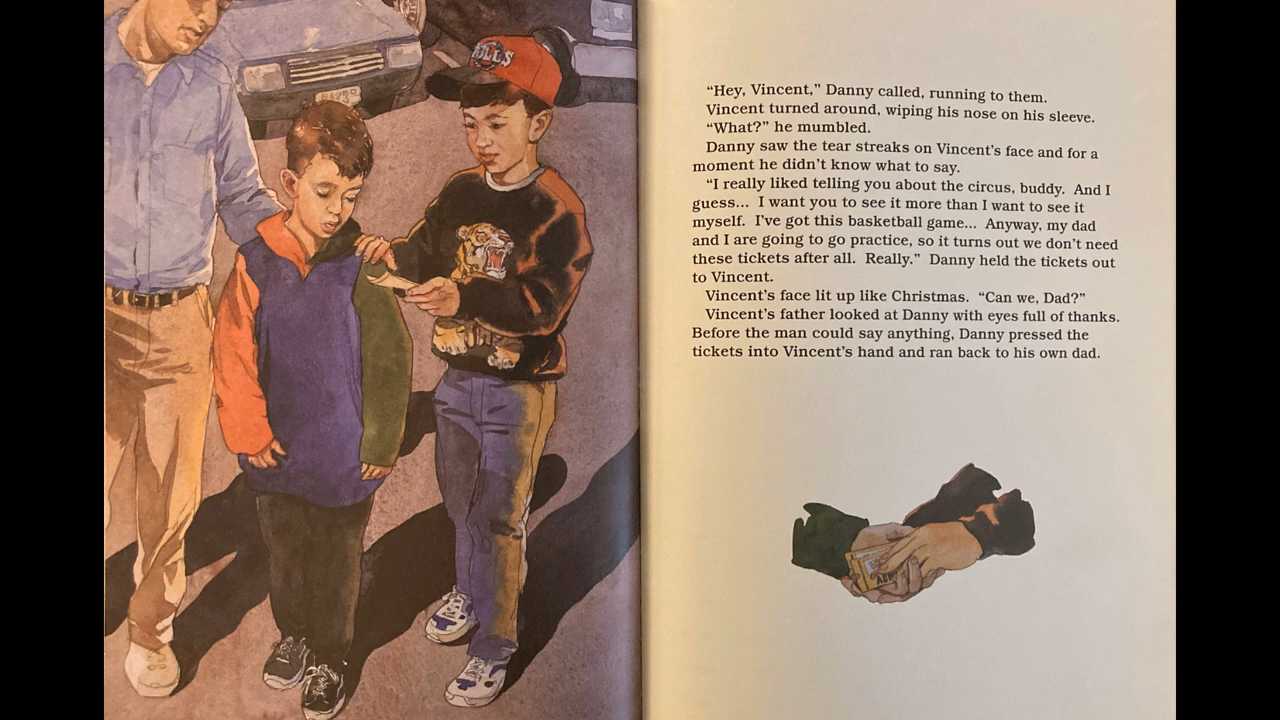 BULLS
“Hey, Vincent,” Danny called, running to them.
Vincent turned around, wiping his nose on his sleeve.
“What?” he mumbled.
Danny saw the tear streaks on Vincent’s face and for a
moment he didn’t know what to say.
“I really liked telling you about the circus, buddy. And I
guess... I want you to see it more than I want to see it
myself. I’ve got this basketball game... Anyway, my dad
and I are going to go practice, so it turns out we don’t need
these tickets after all. Really.” Danny held the tickets out
to Vincent.
Vincent’s face lit up like Christmas. “Can we, Dad?”
Vincent’s father looked at Danny with eyes full of thanks.
Before the man could say anything, Danny pressed the
tickets into Vincent’s hand and ran back to his own dad.